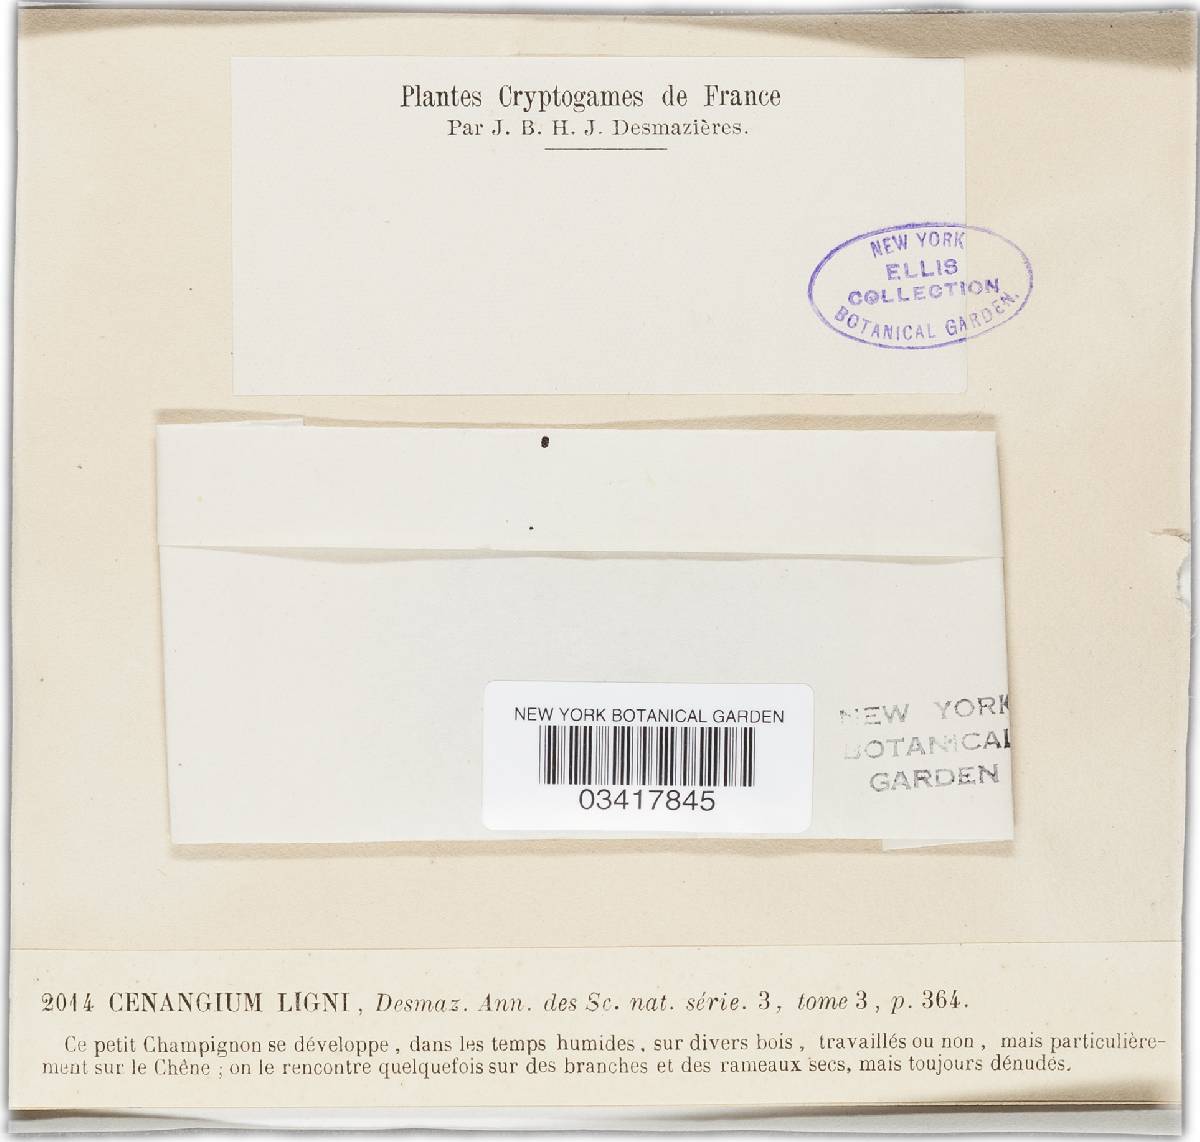 Plantes Cryptogames de France
Par J. B. H. J. Desmazières.
NEW YORK
ELLIS
COLLECTION
BOTANICAL GARDEN.
NEW YORK BOTANICAL GARDEN
03417845
NEW YORK
BOTANICAL
GARDEN
2014 CENANGIUM LIGNI, Desmaz. Ann. des Sc. nat. série. 3, tome 3, p. 364.
Ce petit Champignon se développe, dans les temps humides, sur divers bois, travaillés ou non, mais particulière-
ment sur le Chêne; on le rencontre quelquefois sur des branches et des rameaux secs, mais toujours dénudés.